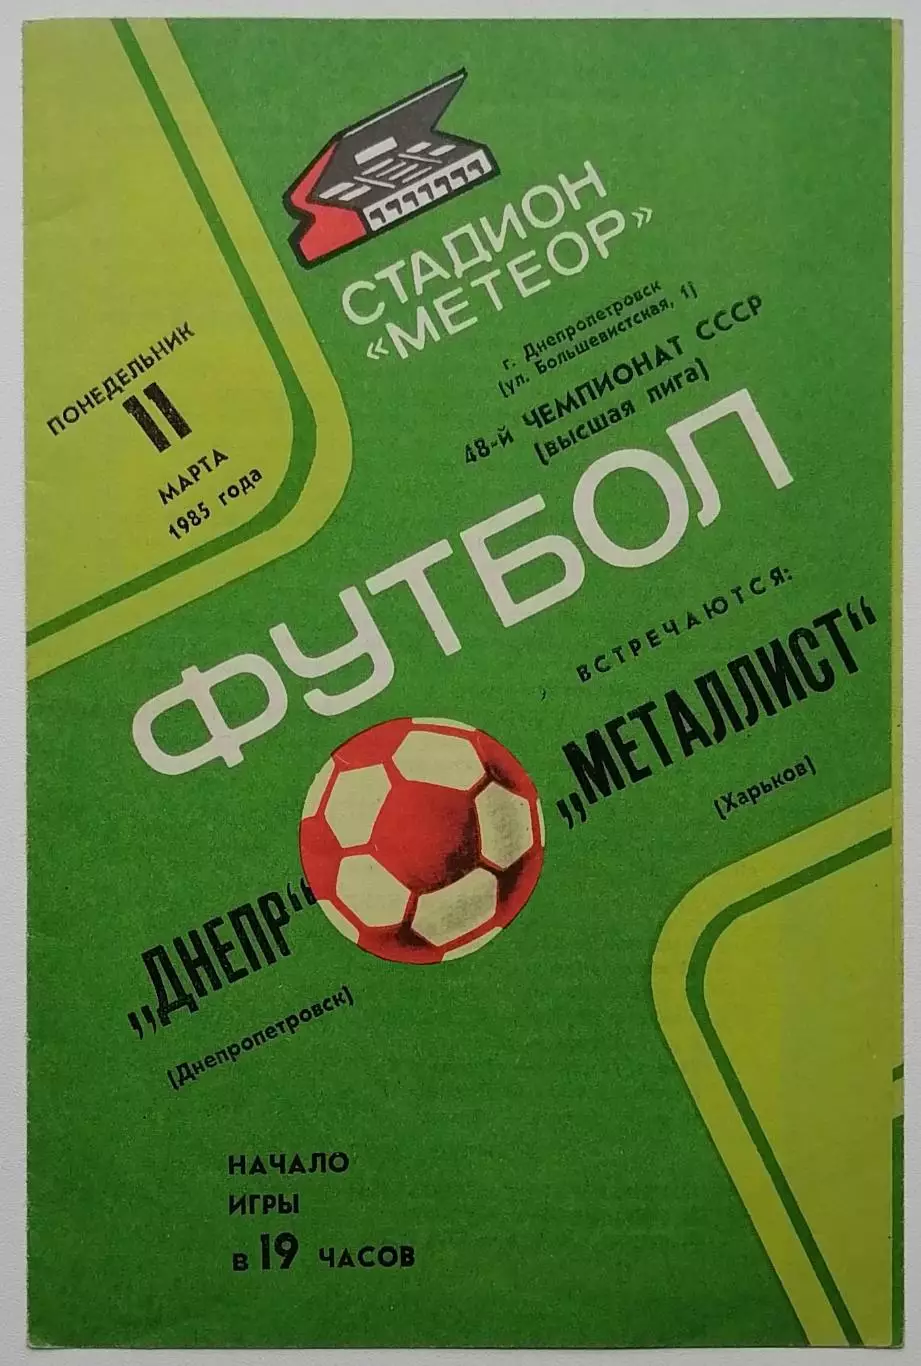 СТАДИОН
«МЕТЕОР»
г. Днепропетровск
(ул. Большевистская, 1)
48-й ЧЕМПИОНАТ СССР
(высшая лига)
ПОНЕДЕЛЬНИК
11
МАРТА
1985 года
ФУТБОЛ
ВСТРЕЧАЮТСЯ:
„МЕТАЛЛИСТ“
(Харьков)
„ДНЕПР“
(Днепропетровск)
НАЧАЛО
ИГРЫ
в 19 ЧАСОВ